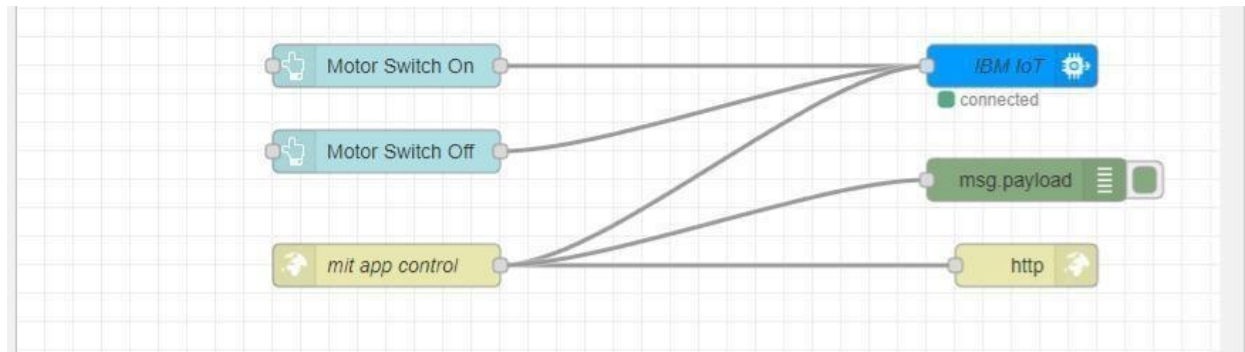 Motor Switch On
IBM IoT
connected
Motor Switch Off
msg.payload
mit app control
http